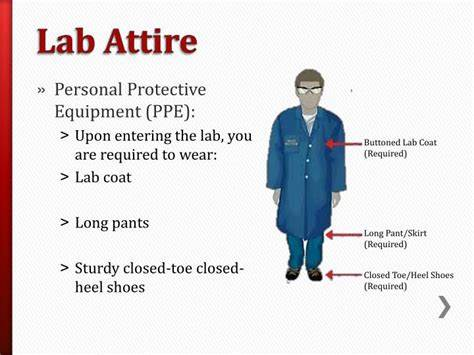 Lab Attire
» Personal Protective
Equipment (PPE):
> Upon entering the lab, you
are required to wear:
> Lab coat
> Long pants
> Sturdy closed-toe closed-
heel shoes
Buttoned Lab Coat
(Required)
Long Pant/Skirt
(Required)
Closed Toe/Heel Shoes
(Required)